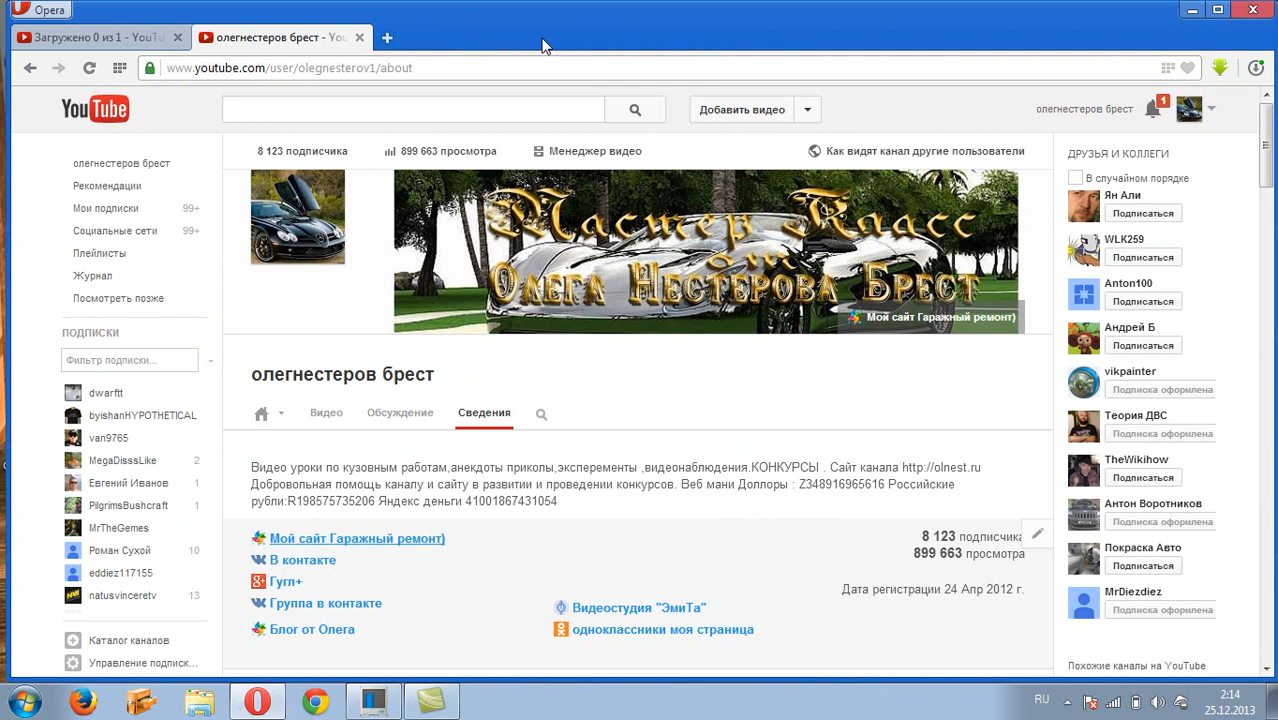 Opera
Загружено 0 из 1 - YouTu
олегнестеров брест - You
www.youtube.com/user/olegnesterov1/about
YouTube
Добавить видео
олегнестеров брест
1
олегнестеров брест
Рекомендации
Мои подписки 99+
Социальные сети 99+
Плейлисты
Журнал
Посмотреть позже
ПОДПИСКИ
Фильтр подписки...
dwarftt
byishanHYPOTHETICAL
van9765
MegaDisssLike 2
Евгений Иванов 1
PilgrimsBushcraft 1
MrTheGemes
Роман Сухой 10
eddiez117155
natusvinceretv 13
Каталог каналов
Управление подписк...
8 123 подписчика
899 663 просмотра
Менеджер видео
Как видят канал другие пользователи
Мастер Класс
от
Олега Нестерова Брест
Мой сайт Гаражный ремонт)
олегнестеров брест
Видео
Обсуждение
Сведения
Видео уроки по кузовным работам,анекдоты приколы,эксперементы ,видеонаблюдения.КОНКУРСЫ . Сайт канала http://olnest.ru
Добровольная помощь каналу и сайту в развитии и проведении конкурсов. Веб мани Доллоры : Z348916965616 Российские
рубли:R198575735206 Яндекс деньги 41001867431054
Мой сайт Гаражный ремонт)
В контакте
Гугл+
Группа в контакте
Блог от Олега
Видеостудия "ЭмиТа"
одноклассники моя страница
8 123 подписчика
899 663 просмотра
Дата регистрации 24 Апр 2012 г.
ДРУЗЬЯ И КОЛЛЕГИ
В случайном порядке
Ян Али
Подписаться
WLK259
Подписаться
Anton100
Подписаться
Андрей Б
Подписаться
vikpainter
Подписка оформлена
Теория ДВС
Подписка оформлена
TheWikihow
Подписаться
Антон Воротников
Подписка оформлена
Покраска Авто
Подписаться
MrDiezdiez
Подписка оформлена
Похожие каналы на YouTube
RU
2:14
25.12.2013